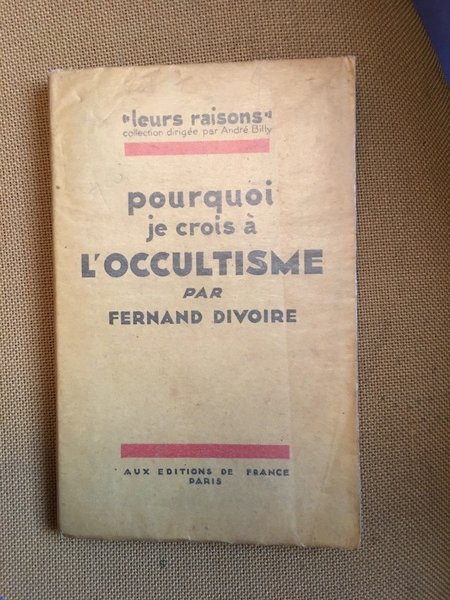 "leurs raisons"
collection dirigée par André Billy
pourquoi
je crois à
L'OCCULTISME
PAR
FERNAND DIVOIRE
AUX EDITIONS DE FRANCE
PARIS